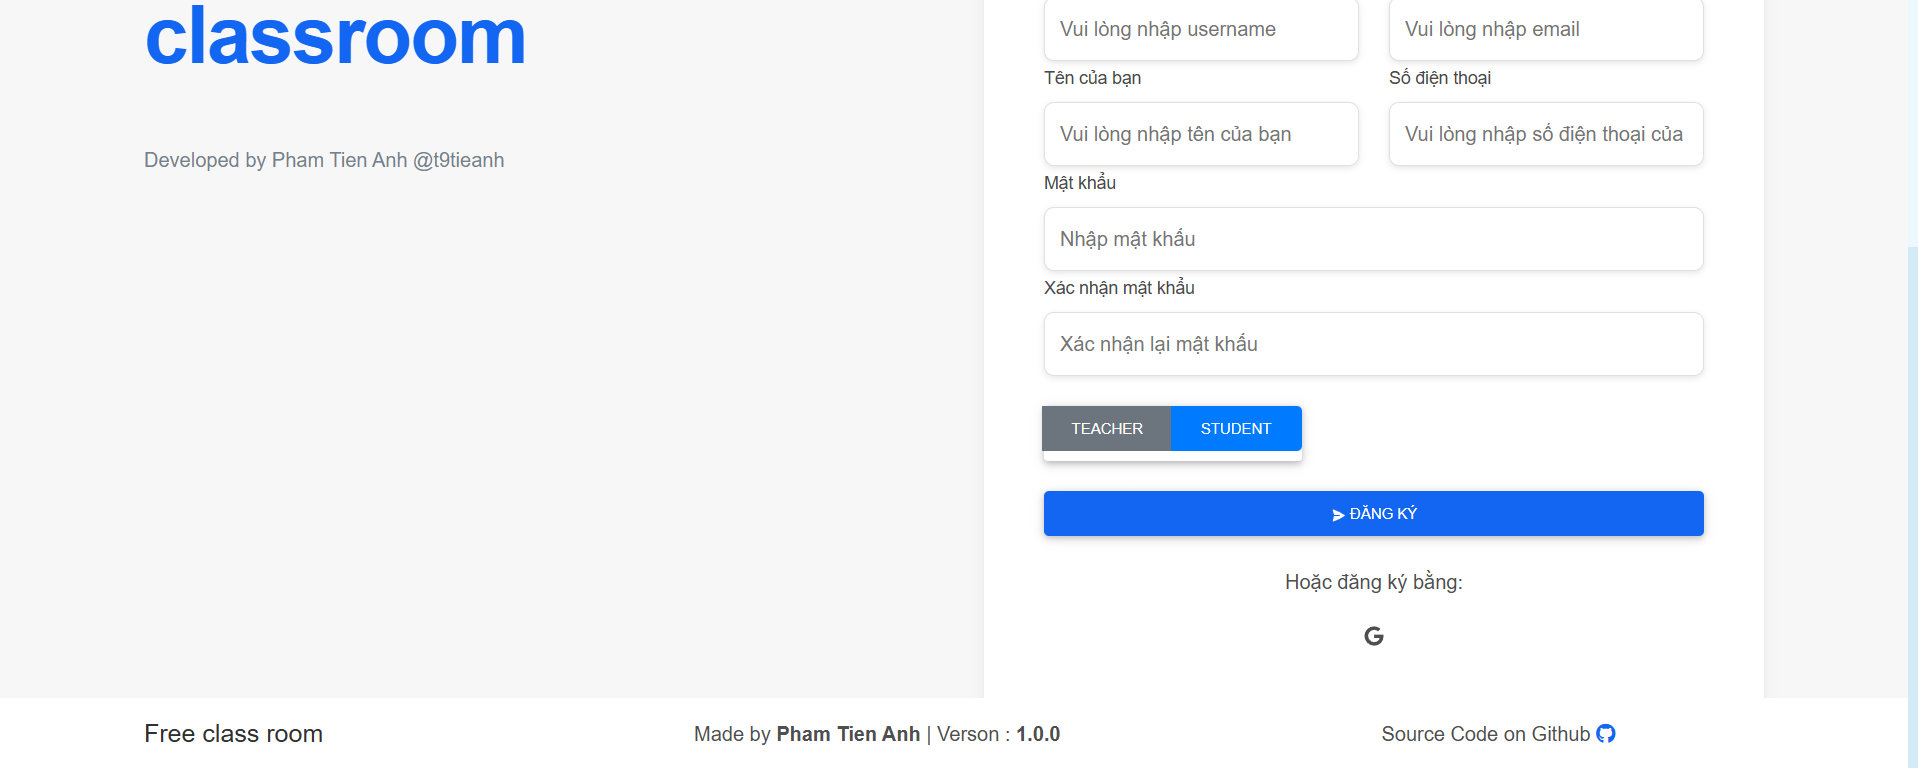 classroom
Developed by Pham Tien Anh @t9tieanh
Vui lòng nhập username
Vui lòng nhập email
Tên của bạn
Số điện thoại
Vui lòng nhập tên của bạn
Vui lòng nhập số điện thoại của
Mật khẩu
Nhập mật khẩu
Xác nhận mật khẩu
Xác nhận lại mật khẩu
TEACHER
STUDENT
ĐĂNG KÝ
Hoặc đăng ký bằng:
G
Free class room
Made by Pham Tien Anh | Verson : 1.0.0
Source Code on Github